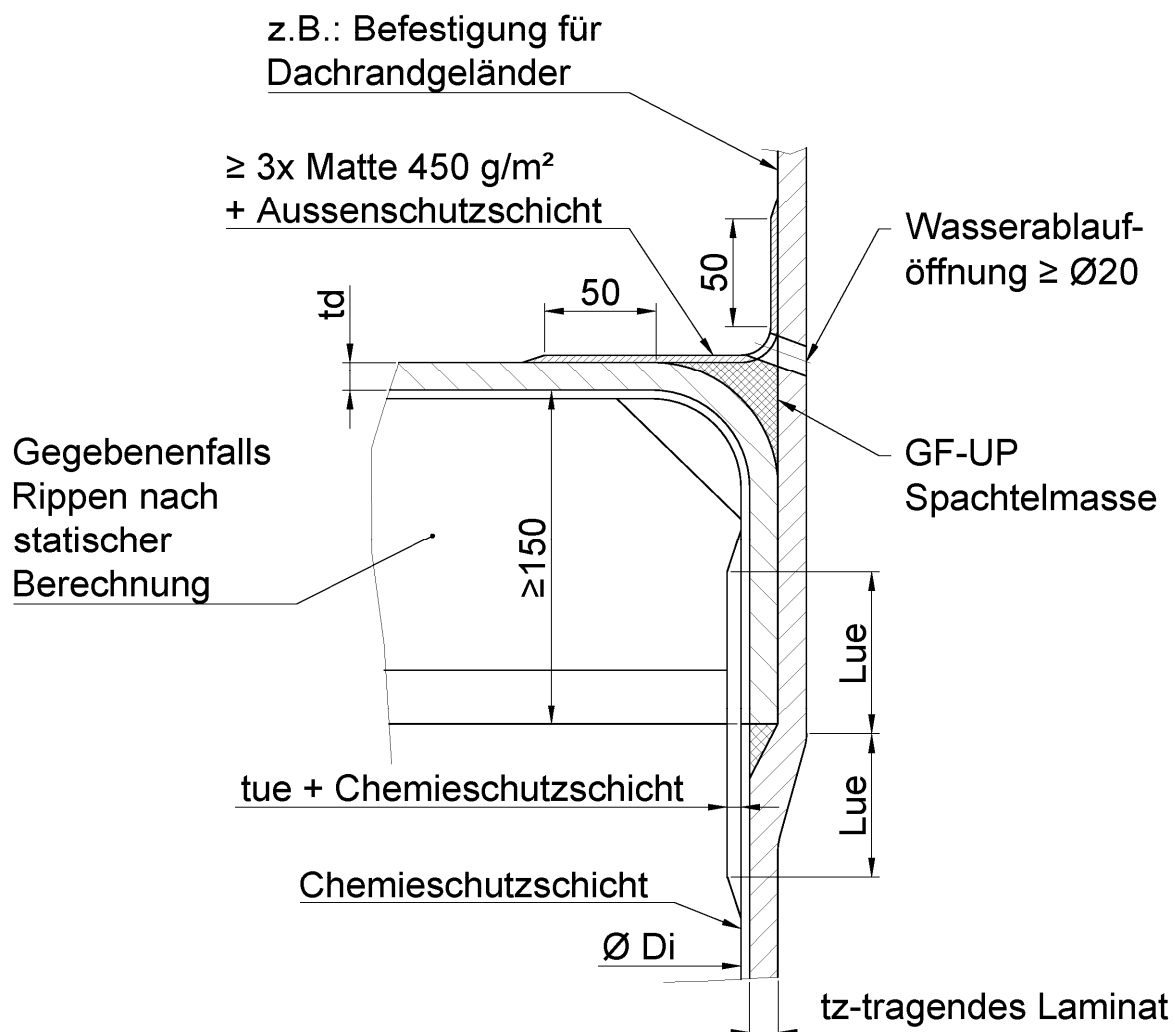 z.B.: Befestigung für
Dachrandgeländer
≥ 3x Matte 450 g/m²
+ Aussenschutzschicht
Wasserablauf-
öffnung ≥ Ø20
50
50
td
GF-UP
Spachtelmasse
Gegebenenfalls
Rippen nach
statischer
Berechnung
≥150
Lue
Lue
tue + Chemieschutzschicht
Chemieschutzschicht
Ø Di
tz-tragendes Laminat